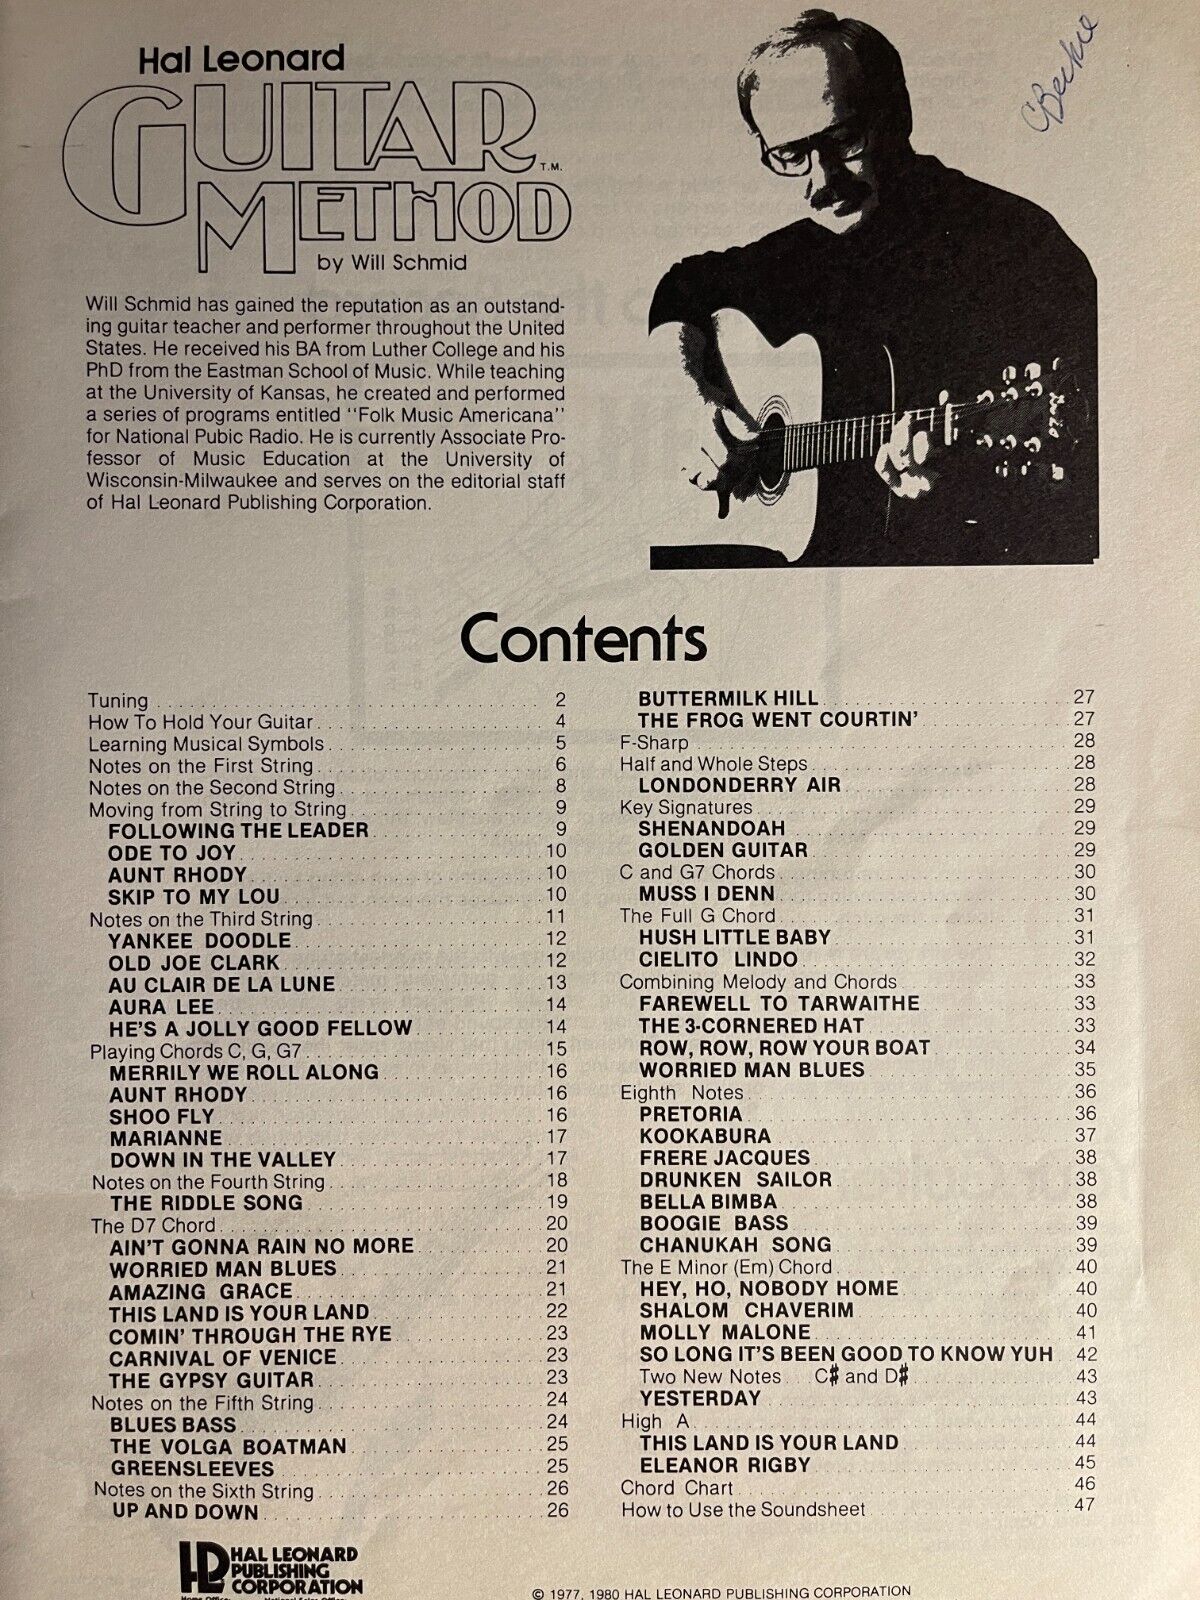 Hal Leonard
GUITAR
METHOD
T.M.
by Will Schmid
Will Schmid has gained the reputation as an outstand-
ing guitar teacher and performer throughout the United
States. He received his BA from Luther College and his
PhD from the Eastman School of Music. While teaching
at the University of Kansas, he created and performed
a series of programs entitled "Folk Music Americana"
for National Pubic Radio. He is currently Associate Pro-
fessor of Music Education at the University of
Wisconsin-Milwaukee and serves on the editorial staff
of Hal Leonard Publishing Corporation.
Contents
Tuning 2
How To Hold Your Guitar 4
Learning Musical Symbols 5
Notes on the First String 6
Notes on the Second String 8
Moving from String to String 9
FOLLOWING THE LEADER 9
ODE TO JOY 10
AUNT RHODY 10
SKIP TO MY LOU 10
Notes on the Third String 11
YANKEE DOODLE 12
OLD JOE CLARK 12
AU CLAIR DE LA LUNE 13
AURA LEE 14
HE'S A JOLLY GOOD FELLOW 14
Playing Chords C, G, G7 15
MERRILY WE ROLL ALONG 16
AUNT RHODY 16
SHOO FLY 16
MARIANNE 17
DOWN IN THE VALLEY 17
Notes on the Fourth String 18
THE RIDDLE SONG 19
The D7 Chord 20
AIN'T GONNA RAIN NO MORE 20
WORRIED MAN BLUES 21
AMAZING GRACE 21
THIS LAND IS YOUR LAND 22
COMIN' THROUGH THE RYE 23
CARNIVAL OF VENICE 23
THE GYPSY GUITAR 23
Notes on the Fifth String 24
BLUES BASS 24
THE VOLGA BOATMAN 25
GREENSLEEVES 25
Notes on the Sixth String 26
UP AND DOWN 26
BUTTERMILK HILL 27
THE FROG WENT COURTIN' 27
F-Sharp 28
Half and Whole Steps 28
LONDONDERRY AIR 28
Key Signatures 29
SHENANDOAH 29
GOLDEN GUITAR 29
C and G7 Chords 30
MUSS I DENN 30
The Full G Chord 31
HUSH LITTLE BABY 31
CIELITO LINDO 32
Combining Melody and Chords 33
FAREWELL TO TARWAITHE 33
THE 3-CORNERED HAT 33
ROW, ROW, ROW YOUR BOAT 34
WORRIED MAN BLUES 35
Eighth Notes 36
PRETORIA 36
KOOKABURA 37
FRERE JACQUES 38
DRUNKEN SAILOR 38
BELLA BIMBA 38
BOOGIE BASS 39
CHANUKAH SONG 39
The E Minor (Em) Chord 40
HEY, HO, NOBODY HOME 40
SHALOM CHAVERIM 40
MOLLY MALONE 41
SO LONG IT'S BEEN GOOD TO KNOW YUH 42
Two New Notes C♯ and D♯ 43
YESTERDAY 43
High A 44
THIS LAND IS YOUR LAND 44
ELEANOR RIGBY 45
Chord Chart 46
How to Use the Soundsheet 47
HAL LEONARD
PUBLISHING
CORPORATION
© 1977, 1980 HAL LEONARD PUBLISHING CORPORATION